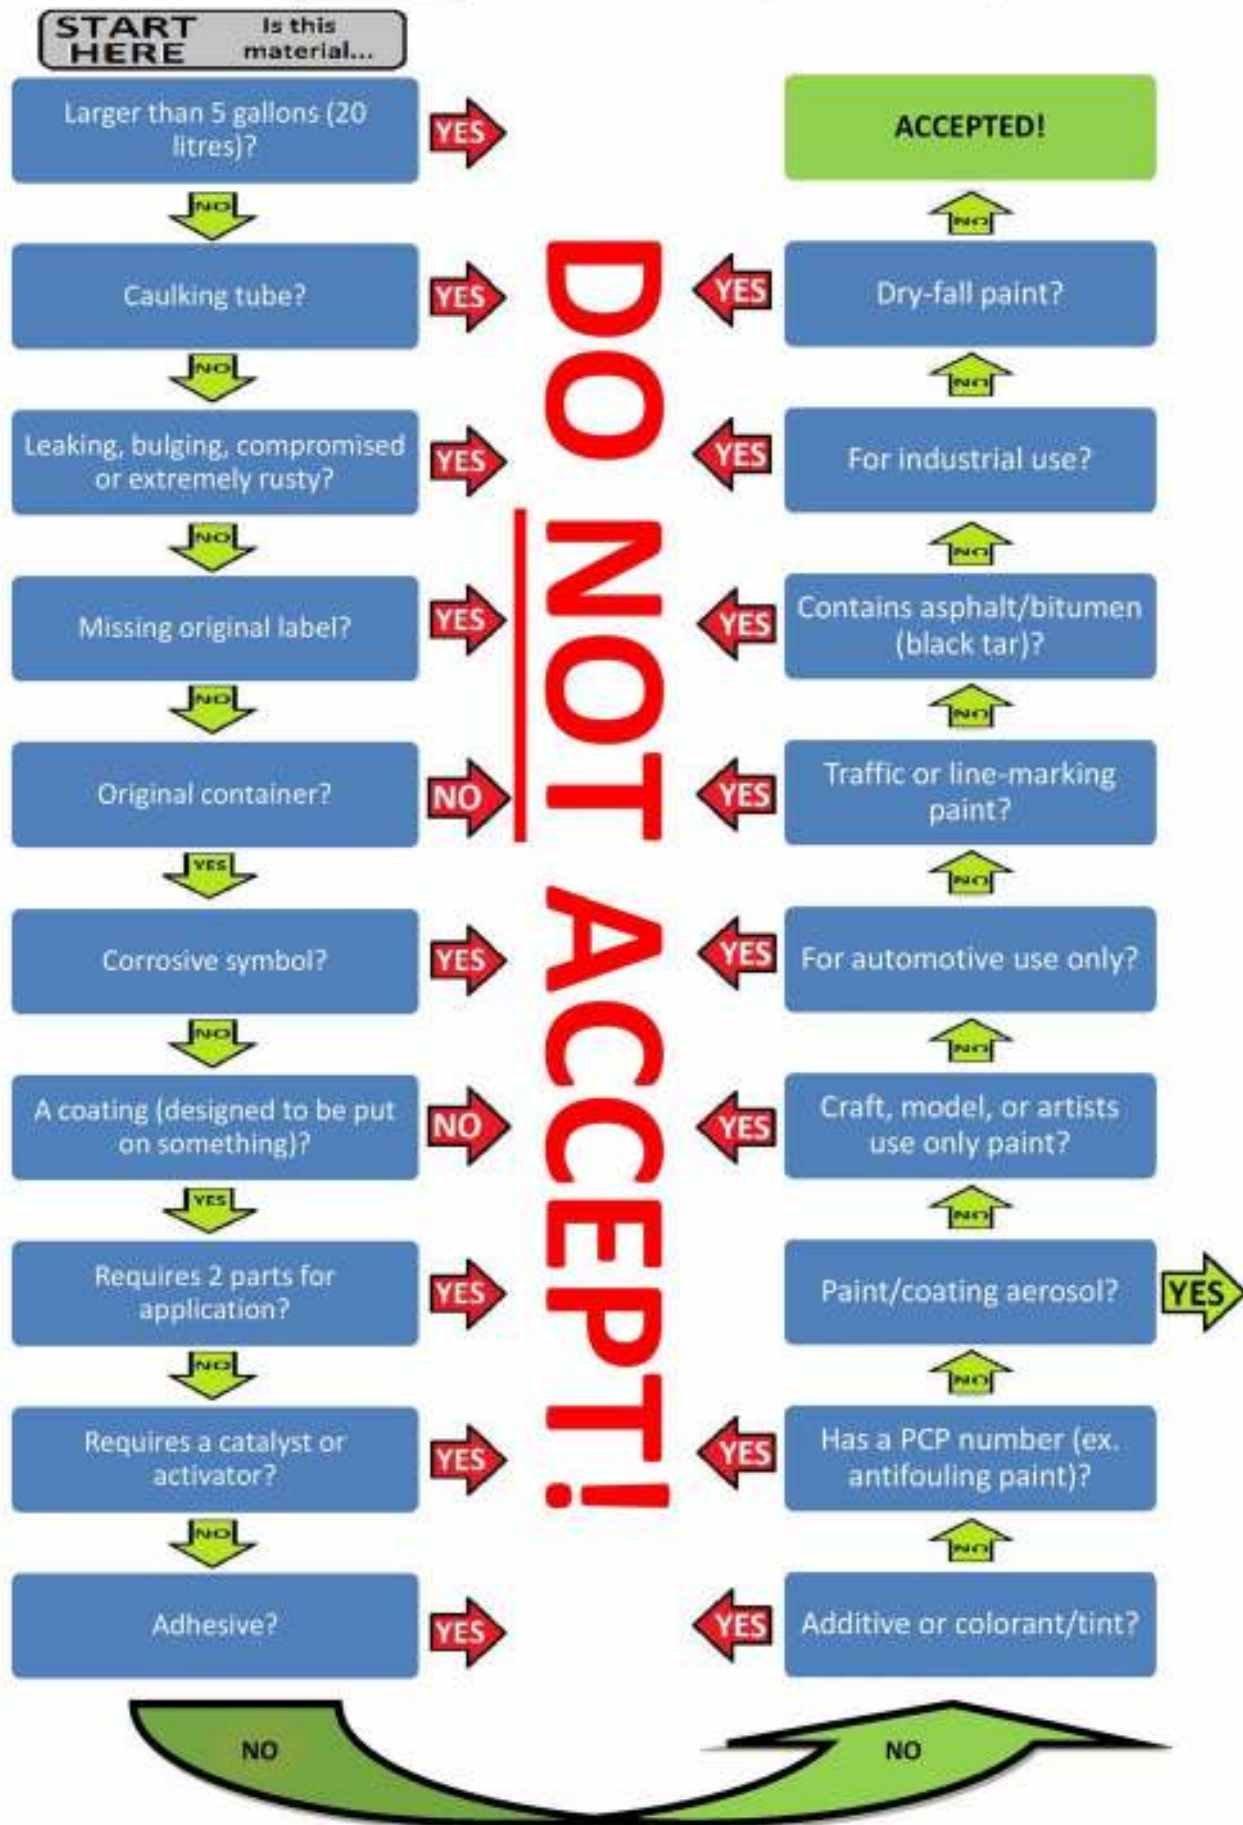 START HERE
Is this material...
Larger than 5 gallons (20
litres)?
YES
NO
Caulking tube?
YES
NO
Leaking, bulging, compromised
or extremely rusty?
YES
NO
Missing original label?
YES
NO
Original container?
NO
YES
Corrosive symbol?
YES
NO
A coating (designed to be put
on something)?
NO
YES
Requires 2 parts for
application?
YES
NO
Requires a catalyst or
activator?
YES
NO
Adhesive?
YES
NO
NO
DO NOT ACCEPT!
Additive or colorant/tint?
YES
NO
Has a PCP number (ex.
antifouling paint)?
YES
NO
Paint/coating aerosol?
YES
NO
Craft, model, or artists
use only paint?
YES
NO
For automotive use only?
YES
NO
Traffic or line-marking
paint?
YES
NO
Contains asphalt/bitumen
(black tar)?
YES
NO
For industrial use?
YES
NO
Dry-fall paint?
YES
NO
ACCEPTED!